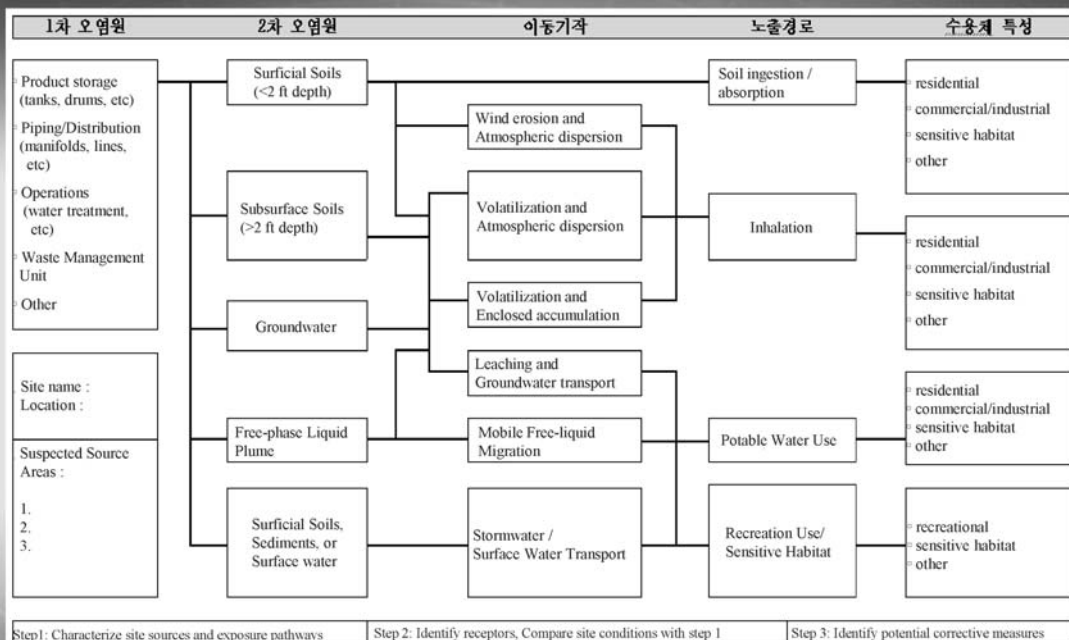 1차 오염원
2차 오염원
이동기작
노출경로
수용체 특성
Product storage
(tanks, drums, etc)
Piping/Distribution
(manifolds, lines,
etc)
Operations
(water treatment,
etc)
Waste Management
Unit
Other
Site name :
Location :
Suspected Source
Areas :
1.
2.
3.
Surficial Soils
(<2 ft depth)
Subsurface Soils
(>2 ft depth)
Groundwater
Free-phase Liquid
Plume
Surficial Soils,
Sediments, or
Surface water
Wind erosion and
Atmospheric dispersion
Volatilization and
Atmospheric dispersion
Volatilization and
Enclosed accumulation
Leaching and
Groundwater transport
Mobile Free-liquid
Migration
Stormwater /
Surface Water Transport
Soil ingestion /
absorption
Inhalation
Potable Water Use
Recreation Use/
Sensitive Habitat
residential
commercial/industrial
sensitive habitat
other
residential
commercial/industrial
sensitive habitat
other
residential
commercial/industrial
sensitive habitat
other
recreational
sensitive habitat
other
Step1: Characterize site sources and exposure pathways
Step 2: Identify receptors, Compare site conditions with step 1
Step 3: Identify potential corrective measures